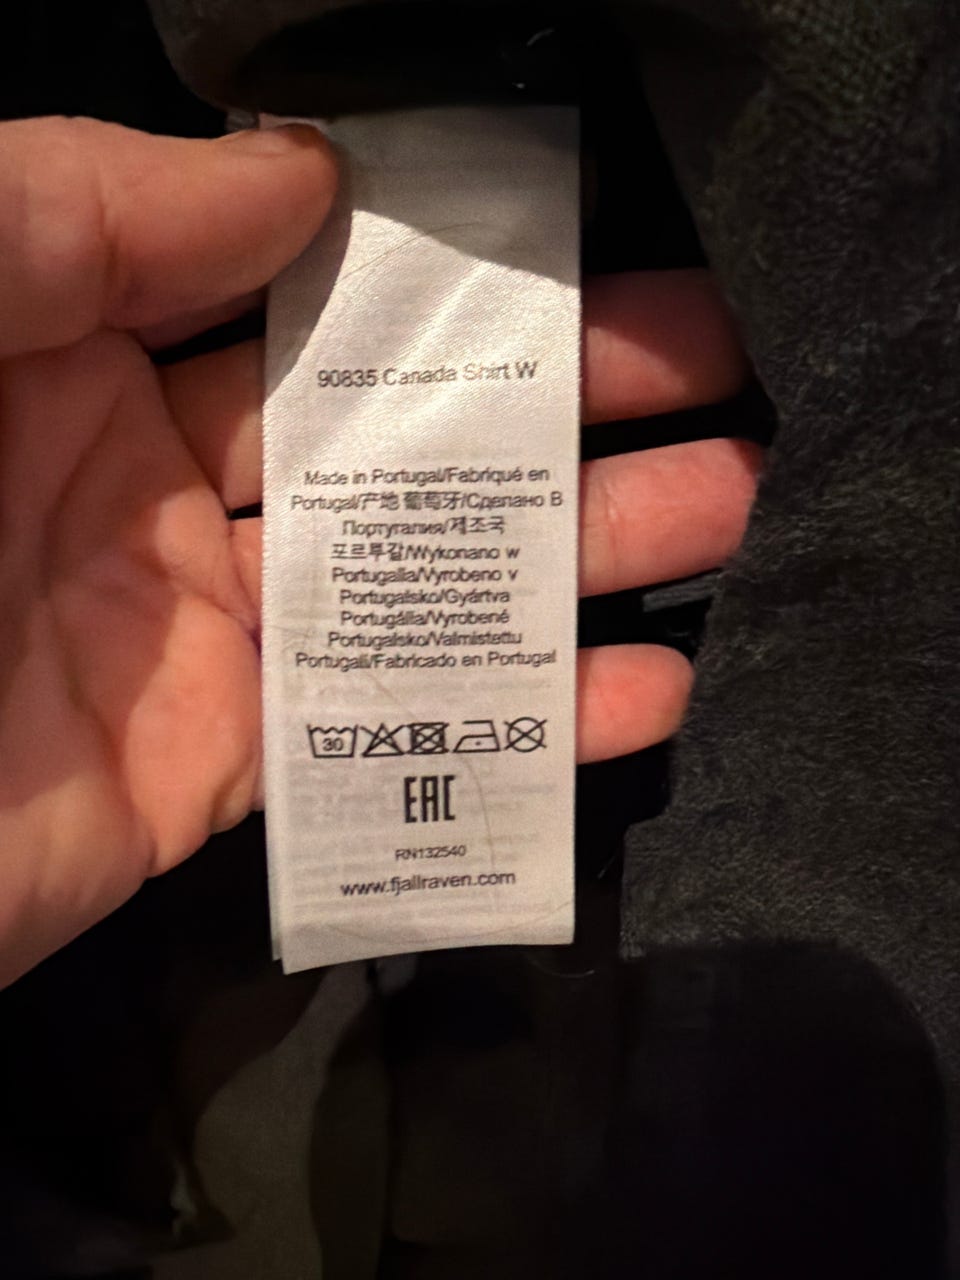 90835 Canada Shirt W
Made in Portugal/Fabriqué en
Portugal/产地 葡萄牙/Сделано В
Португалия/제조국
포르투갈/Wykonano w
Portugalia/Vyrobeno v
Portugalsko/Gyártva
Portugália/Vyrobené
Portugalsko/Valmistettu
Portugali/Fabricado en Portugal
30
EAC
RN132540
www.fjallraven.com